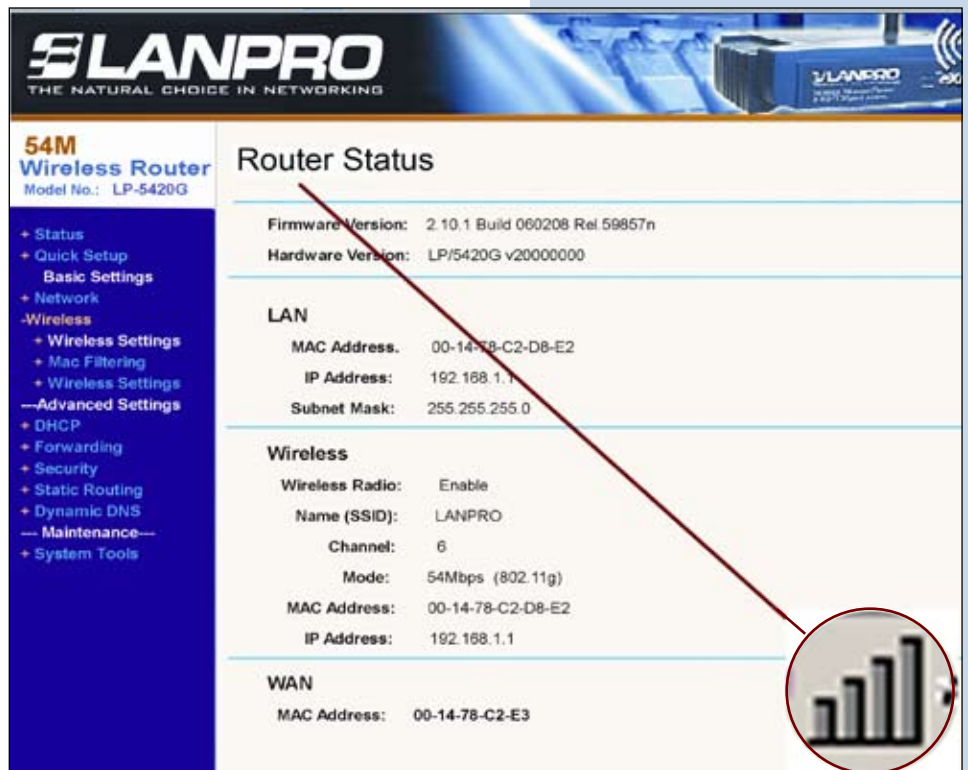 LANPRO
THE NATURAL CHOICE IN NETWORKING
LANPRO
54M
Wireless Router
Model No.: LP-5420G
+ Status
+ Quick Setup
Basic Settings
+ Network
-Wireless
+ Wireless Settings
+ Mac Filtering
+ Wireless Settings
---Advanced Settings
+ DHCP
+ Forwarding
+ Security
+ Static Routing
+ Dynamic DNS
--- Maintenance---
+ System Tools
Router Status
Firmware Version: 2.10.1 Build 060208 Rel.59857n
Hardware Version: LP/5420G v20000000
LAN
MAC Address. 00-14-78-C2-D8-E2
IP Address: 192.168.1.1
Subnet Mask: 255.255.255.0
Wireless
Wireless Radio: Enable
Name (SSID): LANPRO
Channel: 6
Mode: 54Mbps (802.11g)
MAC Address: 00-14-78-C2-D8-E2
IP Address: 192.168.1.1
WAN
MAC Address: 00-14-78-C2-E3